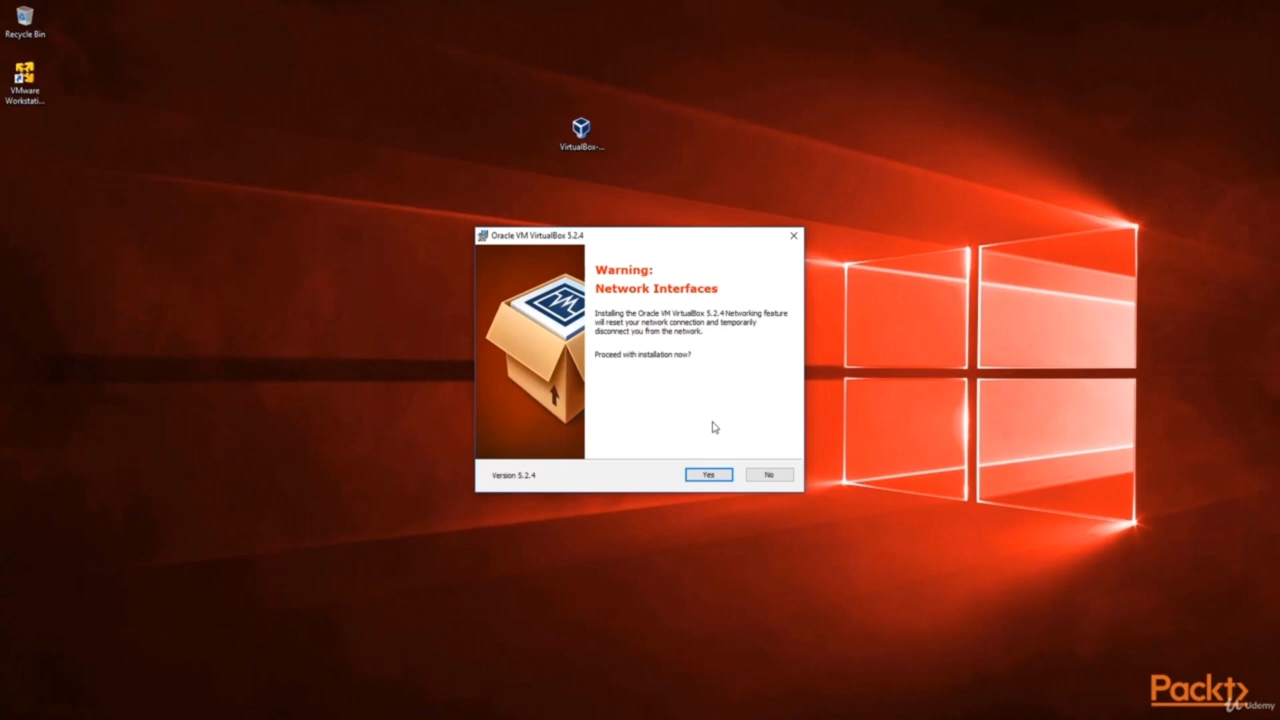 Recycle Bin
VMware
Workstati...
VirtualBox-...
Oracle VM VirtualBox 5.2.4
Warning:
Network Interfaces
Installing the Oracle VM VirtualBox 5.2.4 Networking feature
will reset your network connection and temporarily
disconnect you from the network.
Proceed with installation now?
Version 5.2.4
Yes
No
Packt>
Udemy